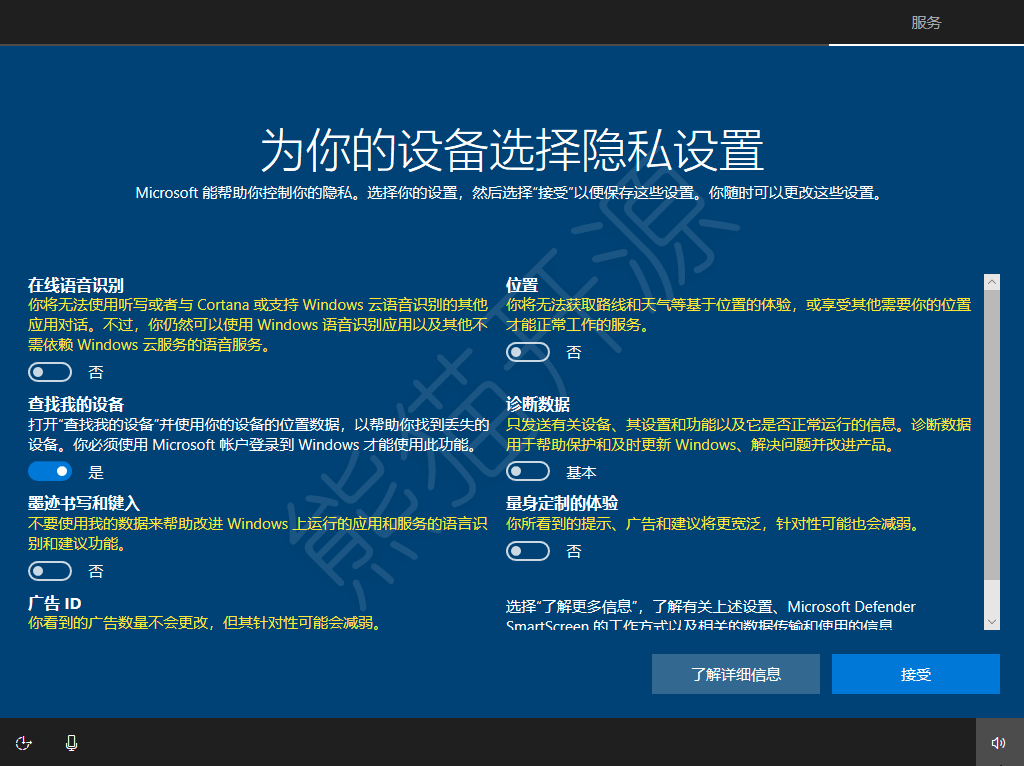 服务
为你的设备选择隐私设置
Microsoft 能帮助你控制你的隐私。选择你的设置，然后选择“接受”以便保存这些设置。你随时可以更改这些设置。
在线语音识别
你将无法使用听写或者与 Cortana 或支持 Windows 云语音识别的其他
应用对话。不过，你仍然可以使用 Windows 语音识别应用以及其他不
需依赖 Windows 云服务的语音服务。
否
位置
你将无法获取路线和天气等基于位置的体验，或享受其他需要你的位置
才能正常工作的服务。
否
查找我的设备
打开“查找我的设备”并使用你的设备的位置数据，以帮助你找到丢失的
设备。你必须使用 Microsoft 帐户登录到 Windows 才能使用此功能。
是
诊断数据
只发送有关设备、其设置和功能以及它是否正常运行的信息。诊断数据
用于帮助保护和及时更新 Windows、解决问题并改进产品。
基本
墨迹书写和键入
不要使用我的数据来帮助改进 Windows 上运行的应用和服务的语言识
别和建议功能。
否
量身定制的体验
你所看到的提示、广告和建议将更宽泛，针对性可能也会减弱。
否
广告 ID
你看到的广告数量不会更改，但其针对性可能会减弱。
选择“了解更多信息”，了解有关上述设置、Microsoft Defender
SmartScreen 的工作方式以及相关的数据传输和使用的信息
了解详细信息
接受
熊猫开源